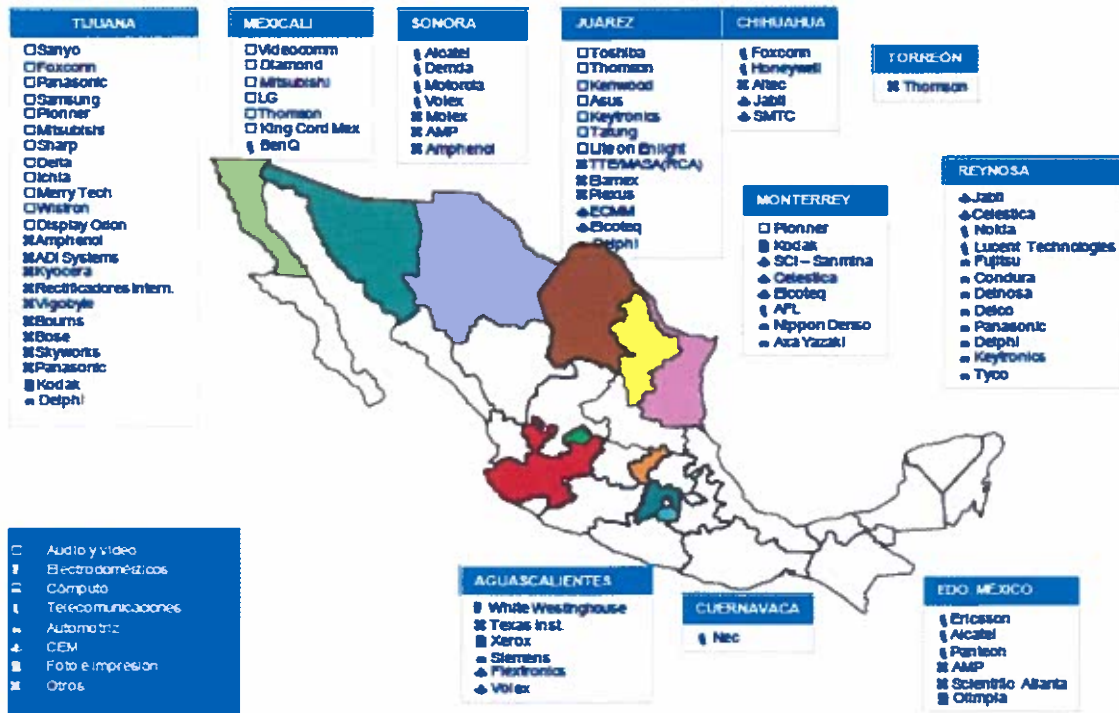 TIJUANA
Sanyo
Foxconn
Panasonic
Samsung
Pionner
Mitsubishi
Sharp
Delta
Ichia
Merry Tech
Wistron
Display Orion
Amphenol
ADI Systems
Kyocera
Rectificadores Intern.
Vigobyte
Bourns
Bose
Skyworks
Panasonic
Kodak
Delphi
MEXICALI
Videocomm
Diamond
Mitsubishi
LG
Thomson
King Cord Mex
BenQ
SONORA
Alcatel
Demda
Motorola
Volex
Molex
AMP
Amphenol
JUAREZ
Toshiba
Thomson
Kenwood
Asus
Keytronics
Tatung
Lite on Enlight
TTE/MASA(RCA)
Elamex
Plexus
ECMM
Elcoteq
Delphi
CHIHUAHUA
Foxconn
Honeywell
Altec
Jabil
SMTC
TORREÓN
Thomson
MONTERREY
Pionner
Kodak
SCI – Sanmina
Celestica
Elcoteq
AFL
Nippon Denso
Axa Yazaki
REYNOSA
Jabil
Celestica
Nokia
Lucent Technologies
Fujitsu
Condura
Delnosa
Delco
Panasonic
Delphi
Keytronics
Tyco
Audio y video
Electrodomésticos
Cómputo
Telecomunicaciones
Automotriz
CEM
Foto e impresión
Otros
AGUASCALIENTES
White Westinghouse
Texas Inst.
Xerox
Siemens
Flextronics
Volex
CUERNAVACA
Nec
EDO. MÉXICO
Ericsson
Alcatel
Pantech
AMP
Scientific Atlanta
Olimpia